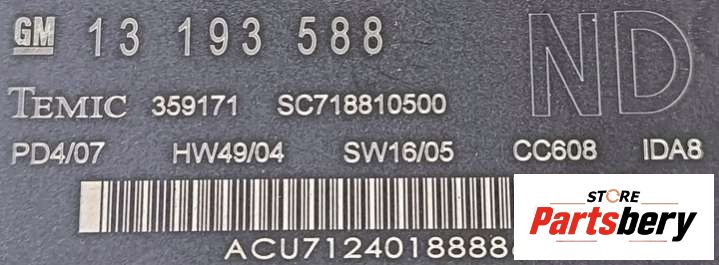 GM 13 193 588 ND
TEMIC 359171 SC718810500
PD4/07 HW49/04 SW16/05 CC608 IDA8
STORE
Partsbery